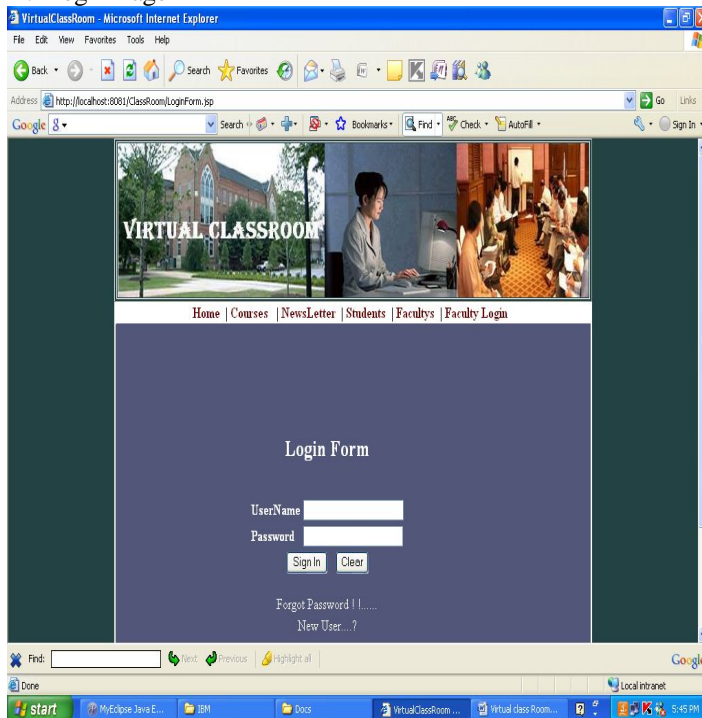 VirtualClassRoom - Microsoft Internet Explorer
File Edit View Favorites Tools Help
Back Search Favorites
Address http://localhost:8081/ClassRoom/LoginForm.jsp Go Links
Google Search Bookmarks Find Check AutoFill Sign In
VIRTUAL CLASSROOM
Home | Courses | NewsLetter | Students | Facultys | Faculty Login
Login Form
UserName
Password
Sign In Clear
Forgot Password ! !......
New User....?
Find: Next Previous Highlight all Google
Done Local intranet
start MyEclipse Java E... IBM Docs VirtualClassRoom ... Virtual class Room... 5:45 PM